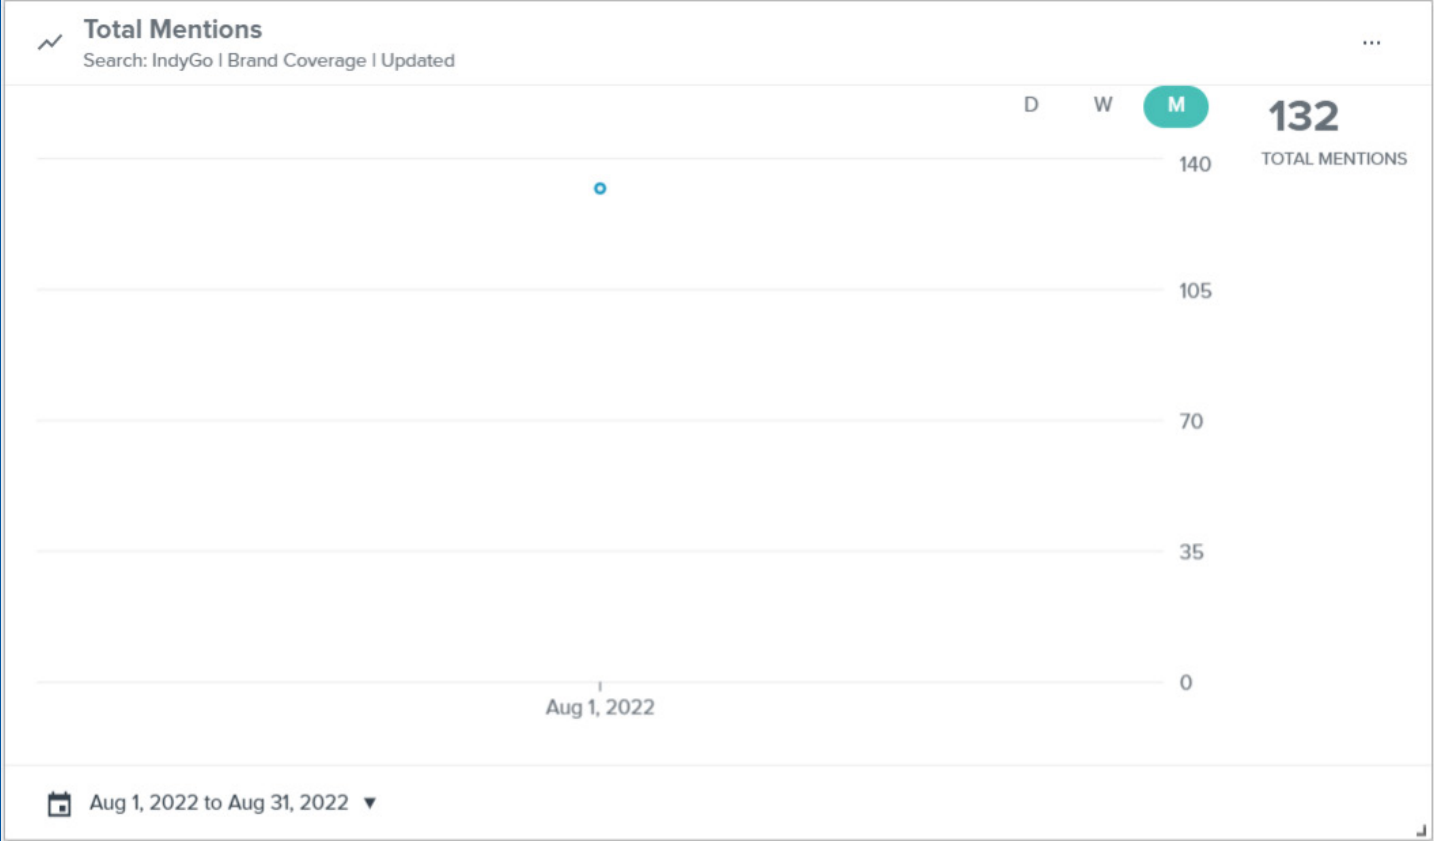 Total Mentions
Search: IndyGo | Brand Coverage | Updated
...
D W M
132
TOTAL MENTIONS
140
105
70
35
0
Aug 1, 2022
Aug 1, 2022 to Aug 31, 2022